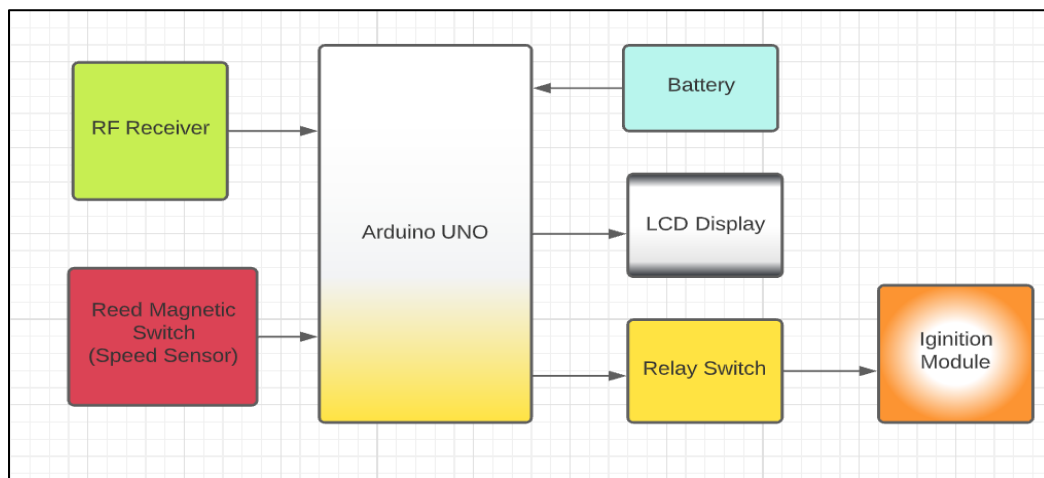 RF Receiver
Arduino UNO
Battery
LCD Display
Reed Magnetic
Switch
(Speed Sensor)
Relay Switch
Iginition
Module